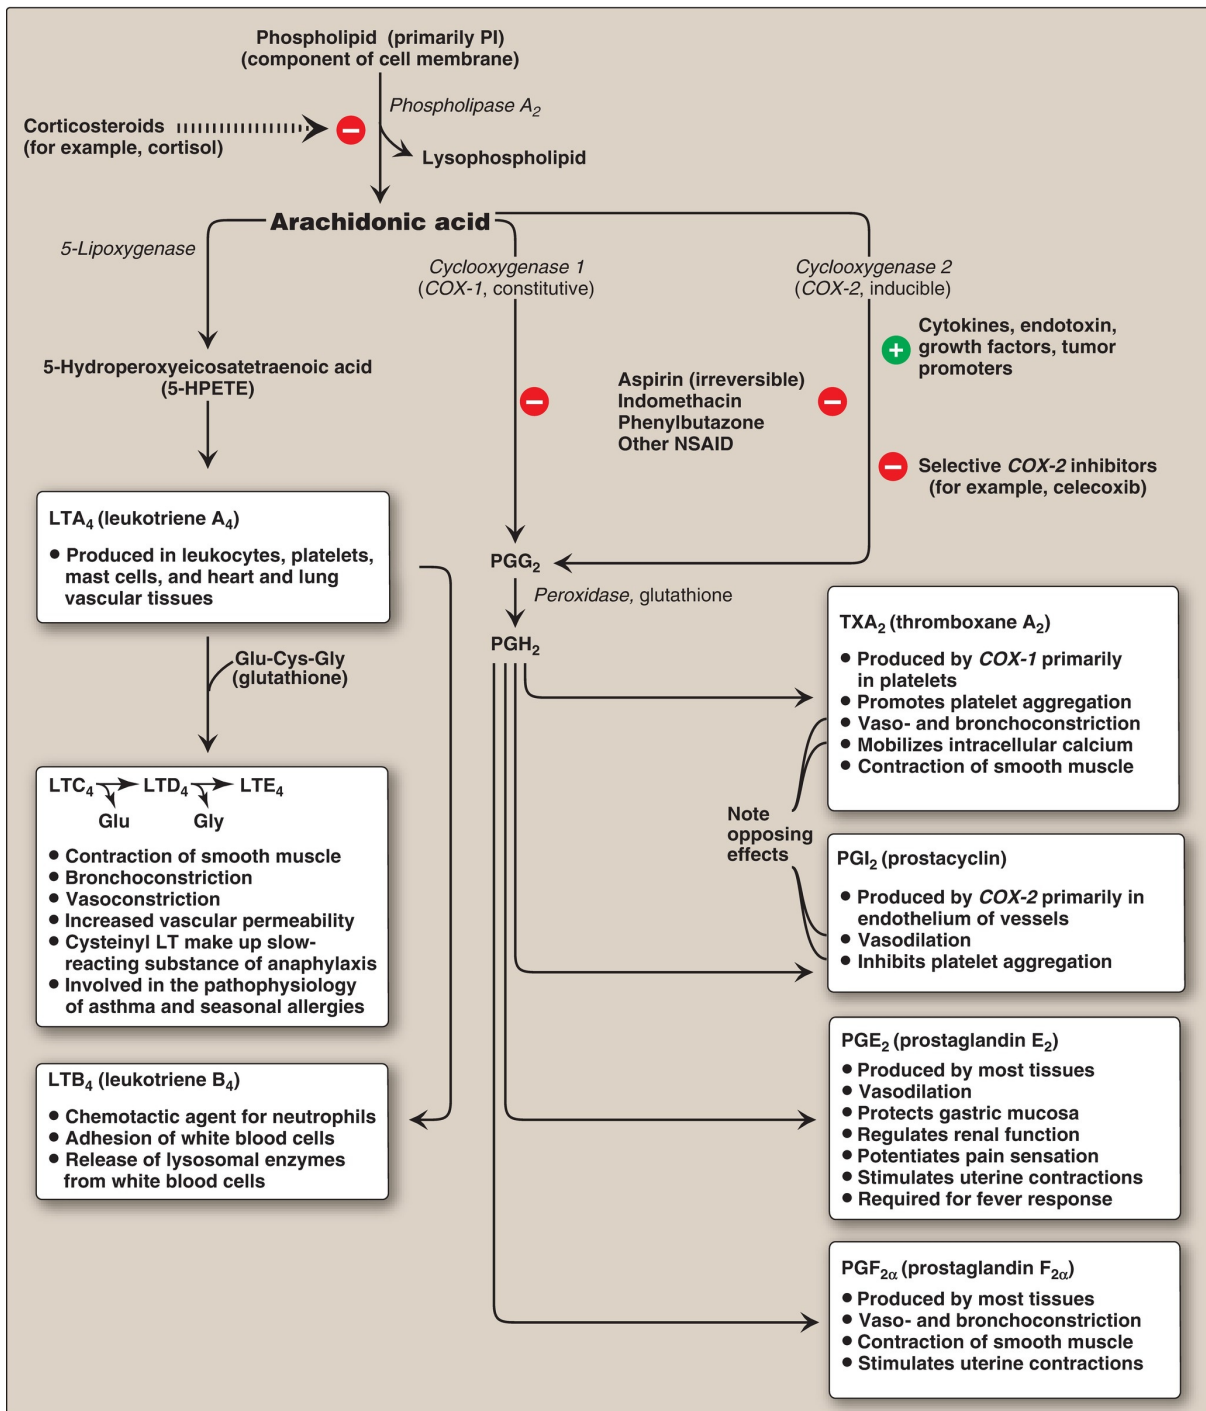 Phospholipid (primarily PI)
(component of cell membrane)
Phospholipase A₂
Corticosteroids
(for example, cortisol)
Lysophospholipid
Arachidonic acid
5-Lipoxygenase
Cyclooxygenase 1
(COX-1, constitutive)
Cyclooxygenase 2
(COX-2, inducible)
+
Cytokines, endotoxin,
growth factors, tumor
promoters
5-Hydroperoxyeicosatetraenoic acid
(5-HPETE)
Aspirin (irreversible)
Indomethacin
Phenylbutazone
Other NSAID
Selective COX-2 inhibitors
(for example, celecoxib)
LTA₄ (leukotriene A₄)
• Produced in leukocytes, platelets,
mast cells, and heart and lung
vascular tissues
PGG₂
Peroxidase, glutathione
PGH₂
Glu-Cys-Gly
(glutathione)
TXA₂ (thromboxane A₂)
• Produced by COX-1 primarily
in platelets
• Promotes platelet aggregation
• Vaso- and bronchoconstriction
• Mobilizes intracellular calcium
• Contraction of smooth muscle
Note
opposing
effects
LTC₄ LTD₄ LTE₄
Glu Gly
• Contraction of smooth muscle
• Bronchoconstriction
• Vasoconstriction
• Increased vascular permeability
• Cysteinyl LT make up slow-
reacting substance of anaphylaxis
• Involved in the pathophysiology
of asthma and seasonal allergies
PGI₂ (prostacyclin)
• Produced by COX-2 primarily in
endothelium of vessels
• Vasodilation
• Inhibits platelet aggregation
LTB₄ (leukotriene B₄)
• Chemotactic agent for neutrophils
• Adhesion of white blood cells
• Release of lysosomal enzymes
from white blood cells
PGE₂ (prostaglandin E₂)
• Produced by most tissues
• Vasodilation
• Protects gastric mucosa
• Regulates renal function
• Potentiates pain sensation
• Stimulates uterine contractions
• Required for fever response
PGF₂α (prostaglandin F₂α)
• Produced by most tissues
• Vaso- and bronchoconstriction
• Contraction of smooth muscle
• Stimulates uterine contractions